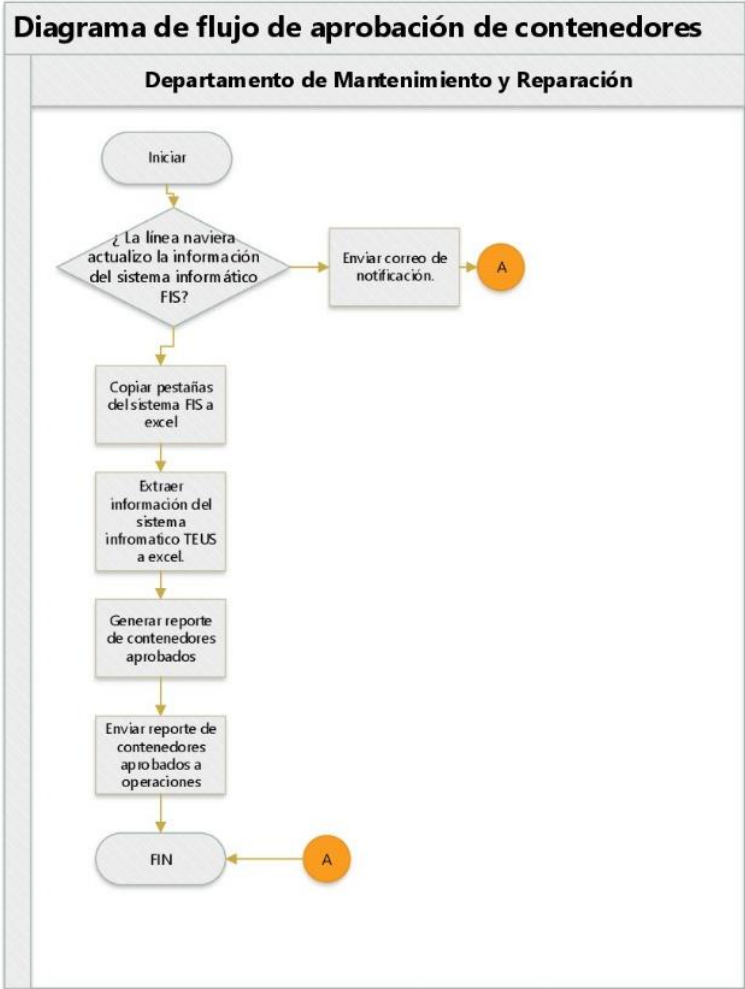 Diagrama de flujo de aprobación de contenedores
Departamento de Mantenimiento y Reparación
Iniciar
¿ La línea naviera
actualizo la información
del sistema informático
FIS?
Enviar correo de
notificación.
A
Copiar pestañas
del sistema FIS a
excel
Extraer
información del
sistema
infromatico TEUS
a excel.
Generar reporte
de contenedores
aprobados
Enviar reporte de
contenedores
aprobados a
operaciones
FIN
A